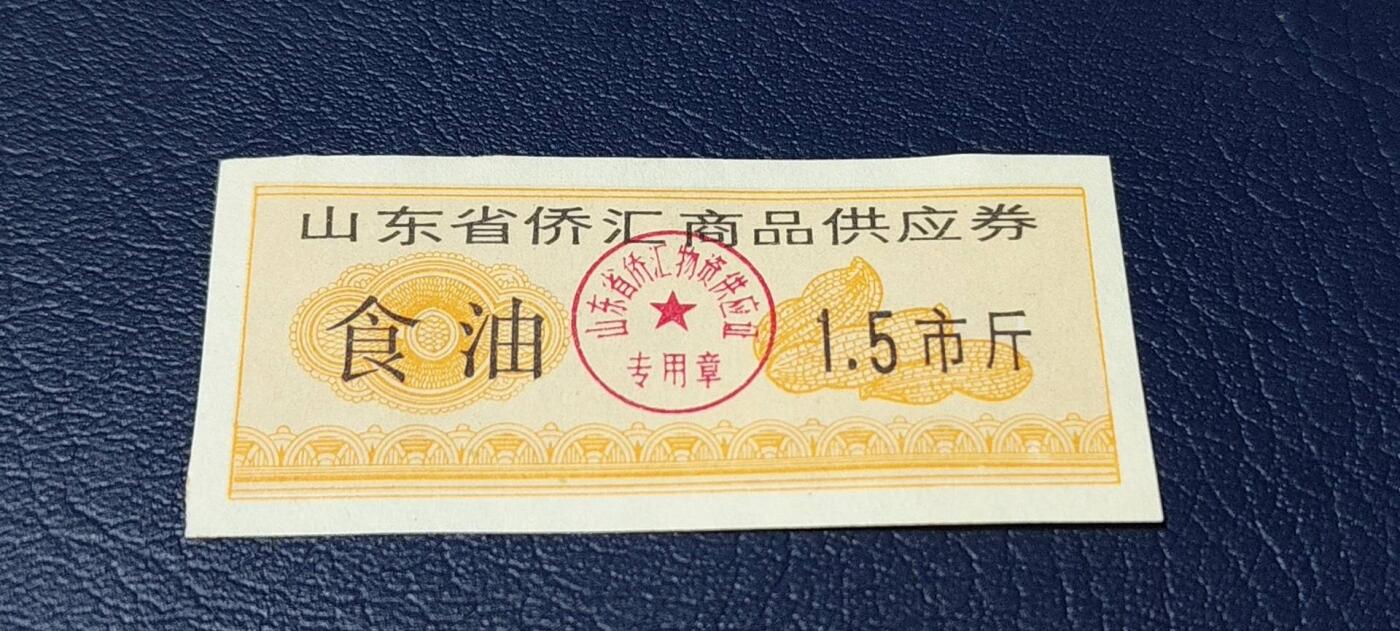 山东省侨汇商品供应券
食油
山东省侨汇物资供应
专用章
1.5市斤